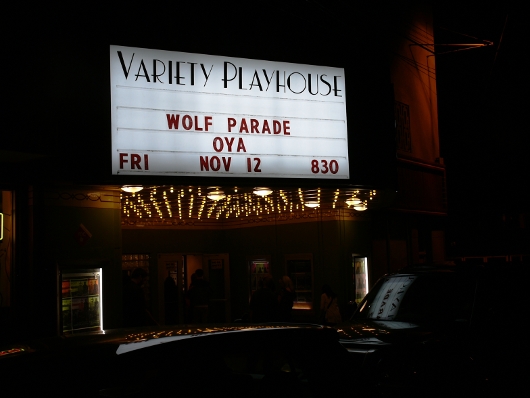 VARIETY PLAYHOUSE
WOLF PARADE
OYA
FRI NOV 12 830